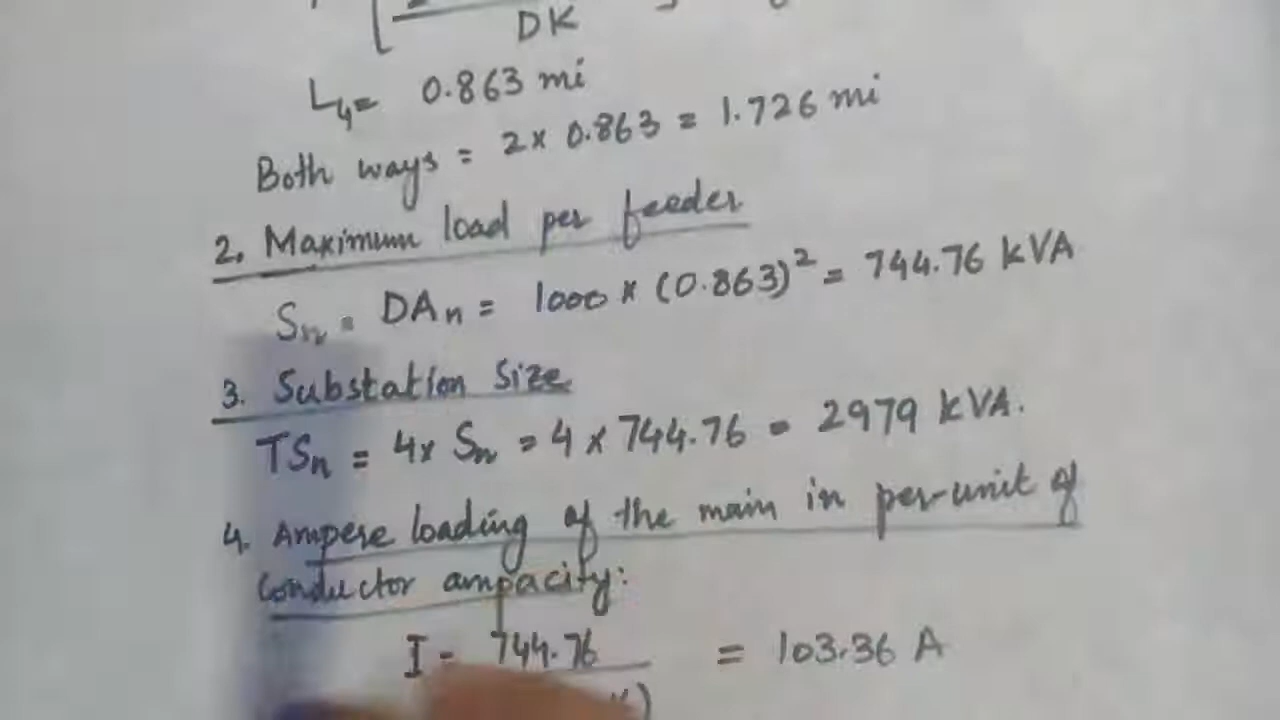 DK
L4 = 0.863 mi
Both ways = 2 × 0.863 = 1.726 mi
2. Maximum load per feeder
Sn = DAn = 1000 × (0.863)² = 744.76 kVA
3. Substation Size
TSn = 4× Sn = 4 × 744.76 = 2979 kVA.
4. Ampere loading of the main in per-unit of
conductor ampacity:
I = 744.76 = 103.36 A